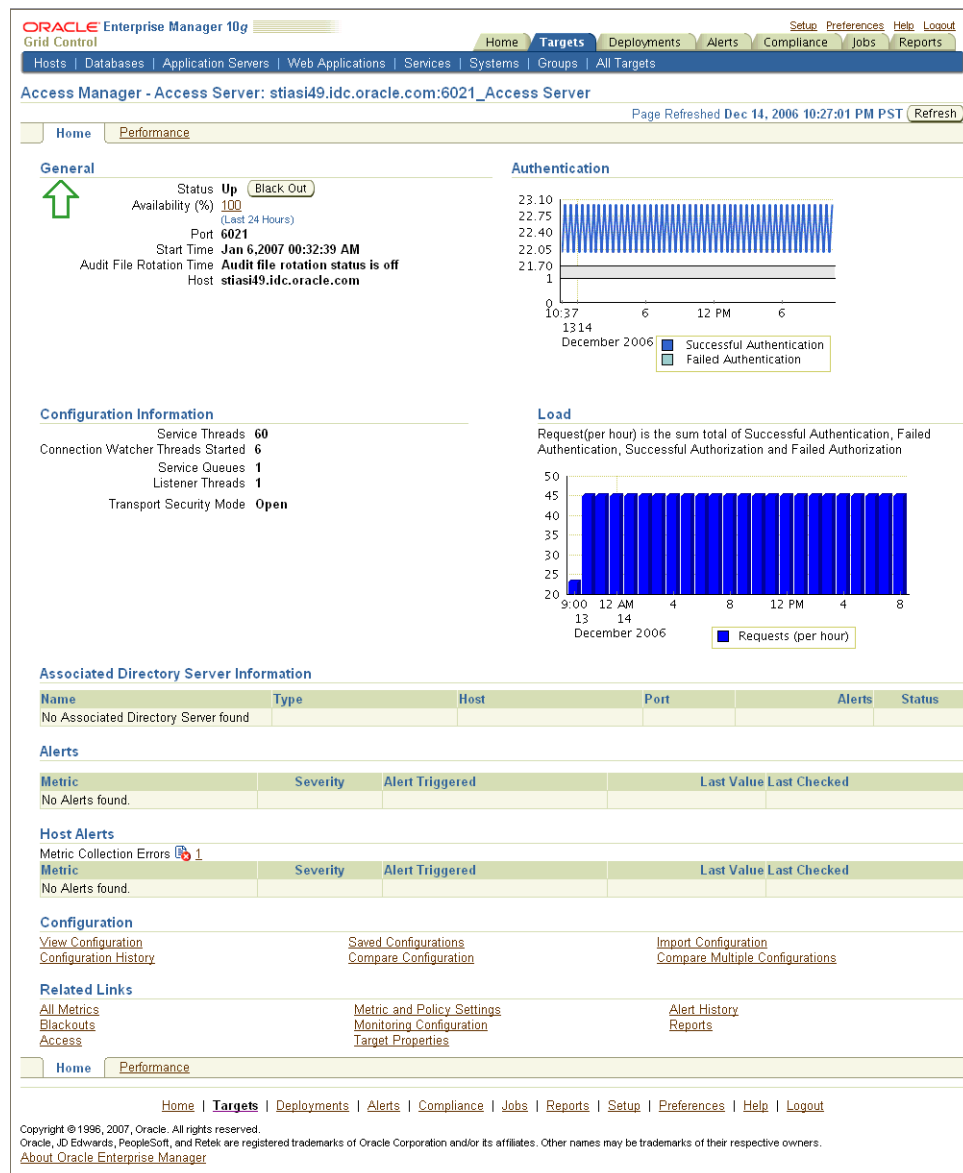 ORACLE Enterprise Manager 10g
Grid Control
Setup Preferences Help Logout
Home Targets Deployments Alerts Compliance Jobs Reports
Hosts | Databases | Application Servers | Web Applications | Services | Systems | Groups | All Targets
Access Manager - Access Server: stiasi49.idc.oracle.com:6021_Access Server
Page Refreshed Dec 14, 2006 10:27:01 PM PST Refresh
Home Performance
General
Status Up Black Out
Availability (%) 100
(Last 24 Hours)
Port 6021
Start Time Jan 6,2007 00:32:39 AM
Audit File Rotation Time Audit file rotation status is off
Host stiasi49.idc.oracle.com
Authentication
23.10
22.75
22.40
22.05
21.70
1
0
10:37 6 12 PM 6
13 14
December 2006
Successful Authentication
Failed Authentication
Configuration Information
Service Threads 60
Connection Watcher Threads Started 6
Service Queues 1
Listener Threads 1
Transport Security Mode Open
Load
Request(per hour) is the sum total of Successful Authentication, Failed
Authentication, Successful Authorization and Failed Authorization
50
45
40
35
30
25
20
9:00 12 AM 4 8 12 PM 4 8
13 14
December 2006
Requests (per hour)
Associated Directory Server Information
Name Type Host Port Alerts Status
No Associated Directory Server found
Alerts
Metric Severity Alert Triggered Last Value Last Checked
No Alerts found.
Host Alerts
Metric Collection Errors 1
Metric Severity Alert Triggered Last Value Last Checked
No Alerts found.
Configuration
View Configuration Saved Configurations Import Configuration
Configuration History Compare Configuration Compare Multiple Configurations
Related Links
All Metrics Metric and Policy Settings Alert History
Blackouts Monitoring Configuration Reports
Access Target Properties
Home Performance
Home | Targets | Deployments | Alerts | Compliance | Jobs | Reports | Setup | Preferences | Help | Logout
Copyright © 1996, 2007, Oracle. All rights reserved.
Oracle, JD Edwards, PeopleSoft, and Retek are registered trademarks of Oracle Corporation and/or its affiliates. Other names may be trademarks of their respective owners.
About Oracle Enterprise Manager